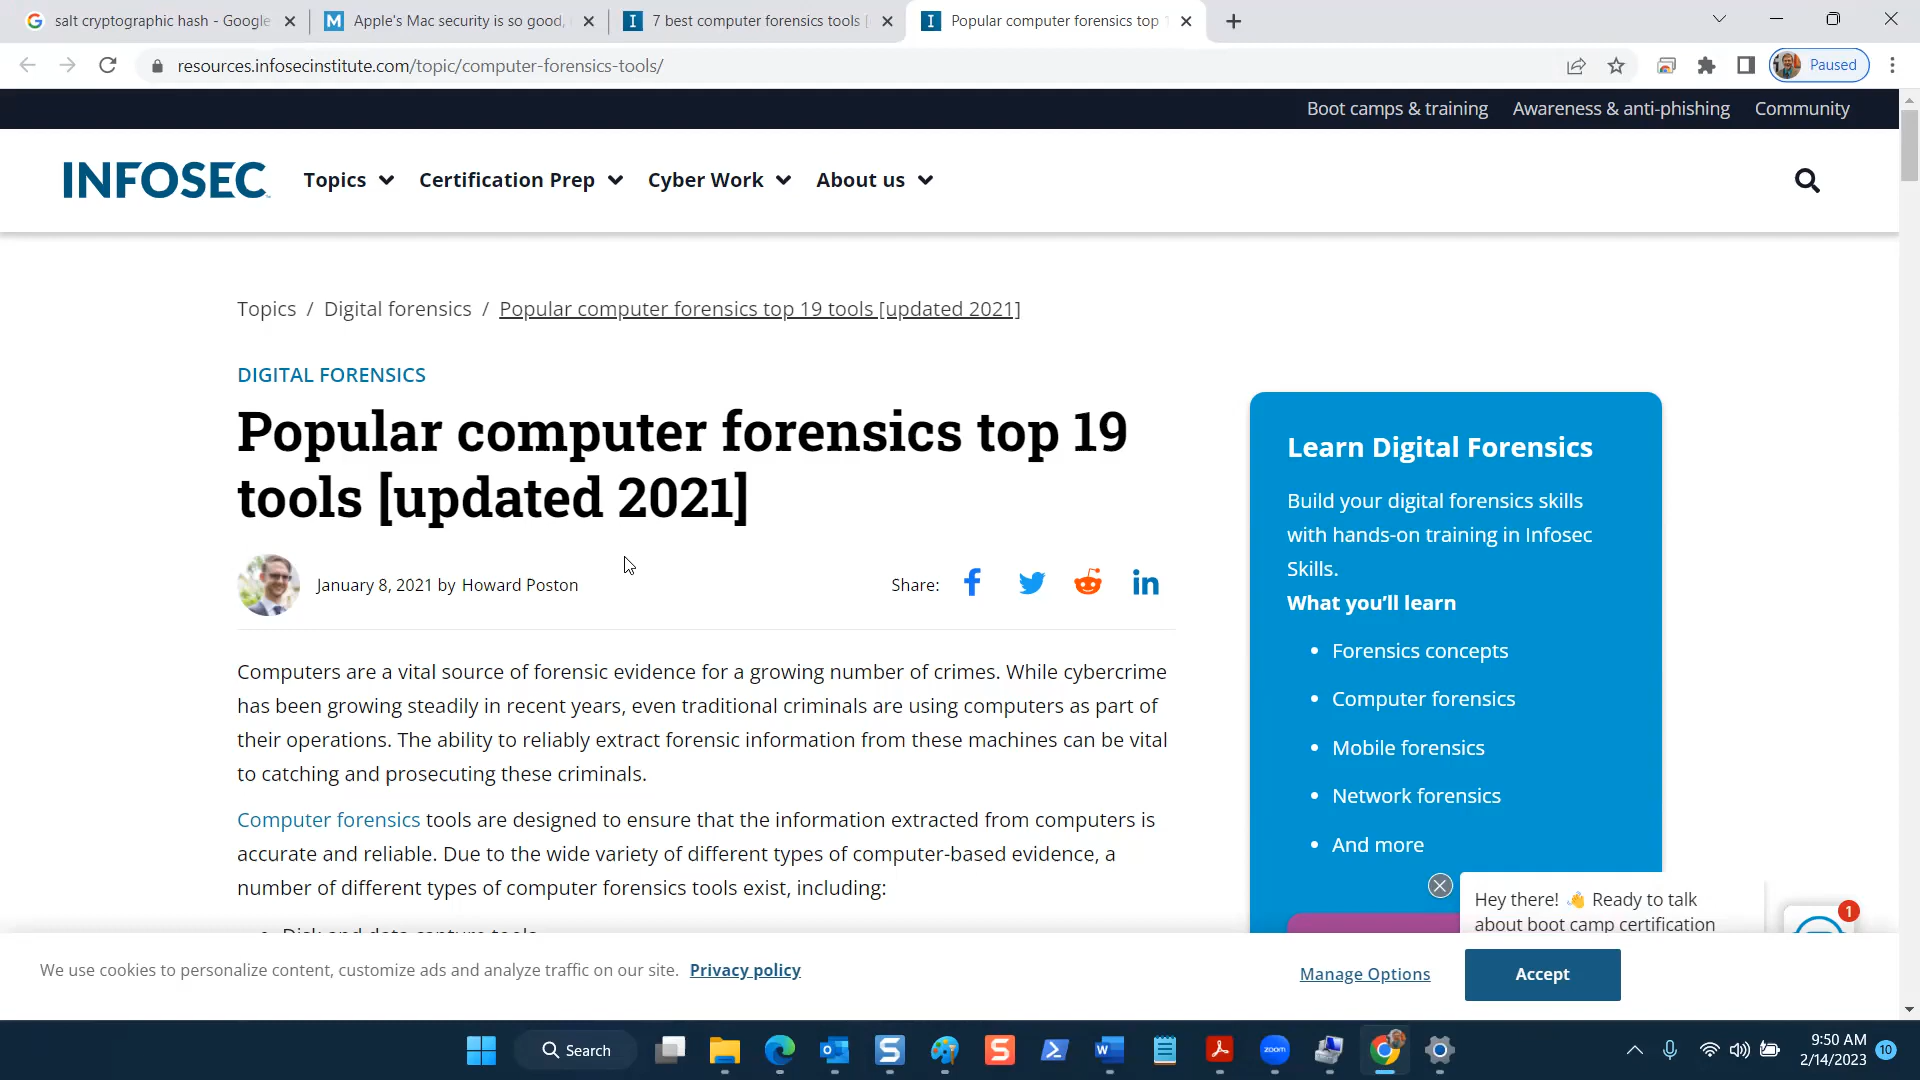 salt cryptographic hash - Google
Apple's Mac security is so good,
7 best computer forensics tools [
Popular computer forensics top 1
resources.infosecinstitute.com/topic/computer-forensics-tools/
Paused
Boot camps & training
Awareness & anti-phishing
Community
INFOSEC
Topics
Certification Prep
Cyber Work
About us
Topics / Digital forensics / Popular computer forensics top 19 tools [updated 2021]
DIGITAL FORENSICS
Popular computer forensics top 19
tools [updated 2021]
January 8, 2021 by Howard Poston
Share:
Computers are a vital source of forensic evidence for a growing number of crimes. While cybercrime
has been growing steadily in recent years, even traditional criminals are using computers as part of
their operations. The ability to reliably extract forensic information from these machines can be vital
to catching and prosecuting these criminals.
Computer forensics tools are designed to ensure that the information extracted from computers is
accurate and reliable. Due to the wide variety of different types of computer-based evidence, a
number of different types of computer forensics tools exist, including:
• Disk and data capture tools
Learn Digital Forensics
Build your digital forensics skills
with hands-on training in Infosec
Skills.
What you'll learn
• Forensics concepts
• Computer forensics
• Mobile forensics
• Network forensics
• And more
Hey there! 👋 Ready to talk
about boot camp certification
1
We use cookies to personalize content, customize ads and analyze traffic on our site. Privacy policy
Manage Options
Accept
Search
zoom
9:50 AM
2/14/2023
10